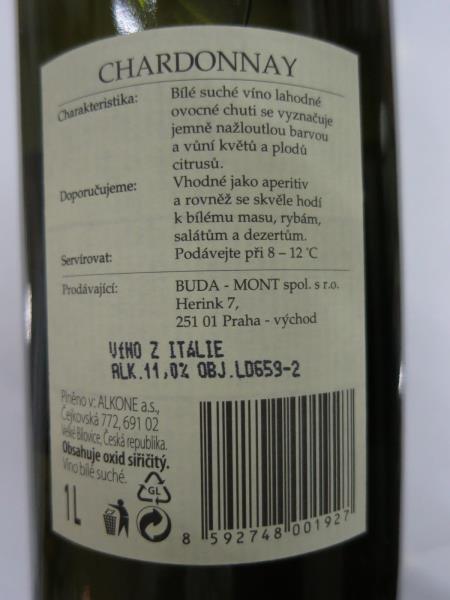 CHARDONNAY
Charakteristika: Bílé suché víno lahodné
ovocné chuti se vyznačuje
jemně nažloutlou barvou
a vůní květů a plodů
citrusů.
Doporučujeme: Vhodné jako aperitiv
a rovněž se skvěle hodí
k bílému masu, rybám,
salátům a dezertům.
Servírovat: Podávejte při 8 – 12 °C
Prodávající: BUDA - MONT spol. s r.o.
Herink 7,
251 01 Praha - východ
VÍNO Z ITÁLIE
ALK.11,0% OBJ.LD659-2
Plněno v: ALKONE a.s.,
Čejkovská 772, 691 02
Velké Bílovice, Česká republika.
Obsahuje oxid siřičitý.
Víno bílé suché.
1L
GL
8 592748 001927